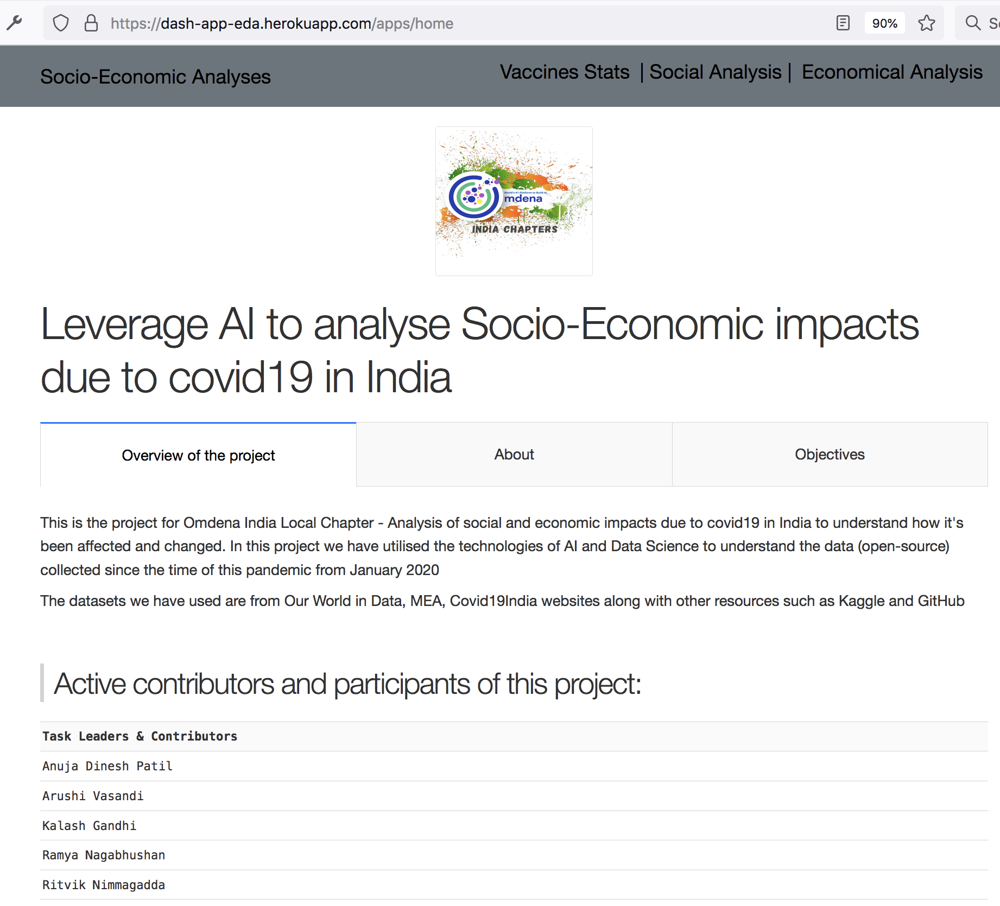 https://dash-app-eda.herokuapp.com/apps/home
90%
Socio-Economic Analyses
Vaccines Stats | Social Analysis | Economical Analysis
World's #1 Platform to Build AI
mdena
INDIA CHAPTERS
Leverage AI to analyse Socio-Economic impacts
due to covid19 in India
Overview of the project
About
Objectives
This is the project for Omdena India Local Chapter - Analysis of social and economic impacts due to covid19 in India to understand how it's
been affected and changed. In this project we have utilised the technologies of AI and Data Science to understand the data (open-source)
collected since the time of this pandemic from January 2020
The datasets we have used are from Our World in Data, MEA, Covid19India websites along with other resources such as Kaggle and GitHub
Active contributors and participants of this project:
Task Leaders & Contributors
Anuja Dinesh Patil
Arushi Vasandi
Kalash Gandhi
Ramya Nagabhushan
Ritvik Nimmagadda